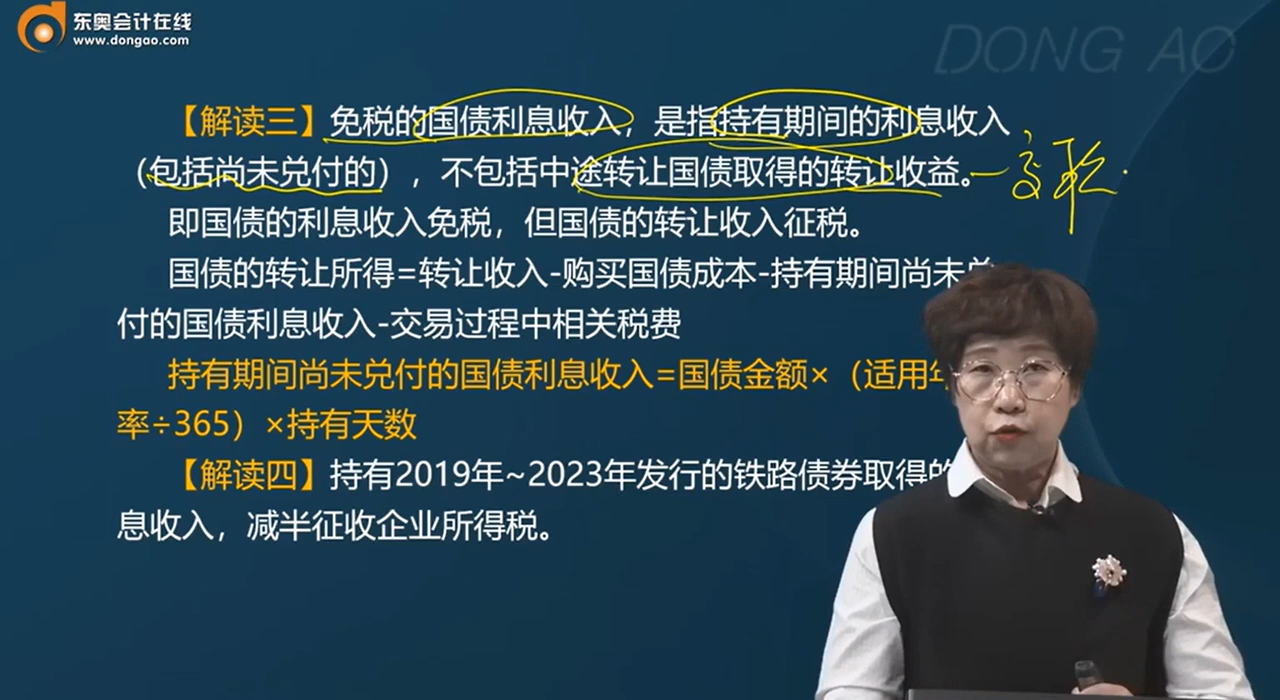 东奥会计在线
www.dongao.com
DONG AO
【解读三】免税的国债利息收入，是指持有期间的利息收入
（包括尚未兑付的），不包括中途转让国债取得的转让收益。
交税
即国债的利息收入免税，但国债的转让收入征税。
国债的转让所得=转让收入-购买国债成本-持有期间尚未兑
付的国债利息收入-交易过程中相关税费
持有期间尚未兑付的国债利息收入=国债金额×（适用年
率÷365）×持有天数
【解读四】持有2019年~2023年发行的铁路债券取得的
息收入，减半征收企业所得税。